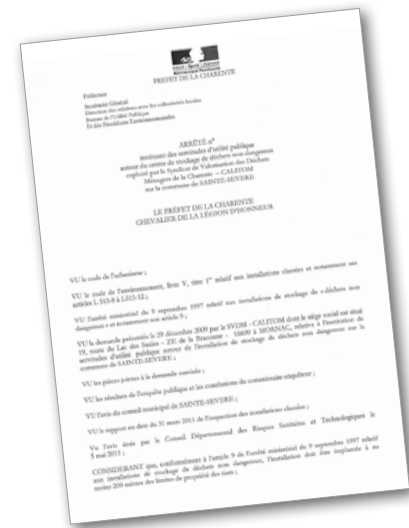 PREFET DE LA CHARENTE
Préfecture
Secrétariat Général
Direction des relations avec les collectivités locales
Bureau de l'Utilité Publique
Et des Procédures Environnementales
ARRÊTÉ n°
instituant des servitudes d'utilité publique
autour du centre de stockage de déchets non dangereux
exploité par le Syndicat de Valorisation des Déchets
Ménagers de la Charente – CALITOM
sur la commune de SAINTE-SEVERE
LE PRÉFET DE LA CHARENTE
CHEVALIER DE LA LÉGION D'HONNEUR
VU le code de l'urbanisme ;
VU le code de l'environnement, livre V, titre 1er relatif aux installations classées et notamment ses
articles L 515-8 à L515-12 ;
VU l'arrêté ministériel du 9 septembre 1997 relatif aux installations de stockage de « déchets non
dangereux » et notamment son article 9 ;
VU la demande présentée le 29 décembre 2009 par le SVDM - CALITOM dont le siège social est situé
19, route du Lac des Saules - ZE de la Braconne - 16600 à MORNAC, relative à l'institution de
servitudes d'utilité publique autour de l'installation de stockage de déchets non dangereux sur la
commune de SAINTE-SEVERE ;
VU les pièces jointes à la demande susvisée ;
VU les résultats de l'enquête publique et les conclusions du commissaire enquêteur ;
VU l'avis du conseil municipal de SAINTE-SEVERE ;
VU le rapport en date du 31 mars 2011 de l'inspection des installations classées ;
Vu l'avis émis par le Conseil Départemental des Risques Sanitaires et Technologiques le
5 mai 2011 ;
CONSIDERANT que, conformément à l'article 9 de l'arrêté ministériel du 9 septembre 1997 relatif
aux installations de stockage de déchets non dangereux, l'installation doit être implantée à au
moins 200 mètres des limites de propriété des tiers ;